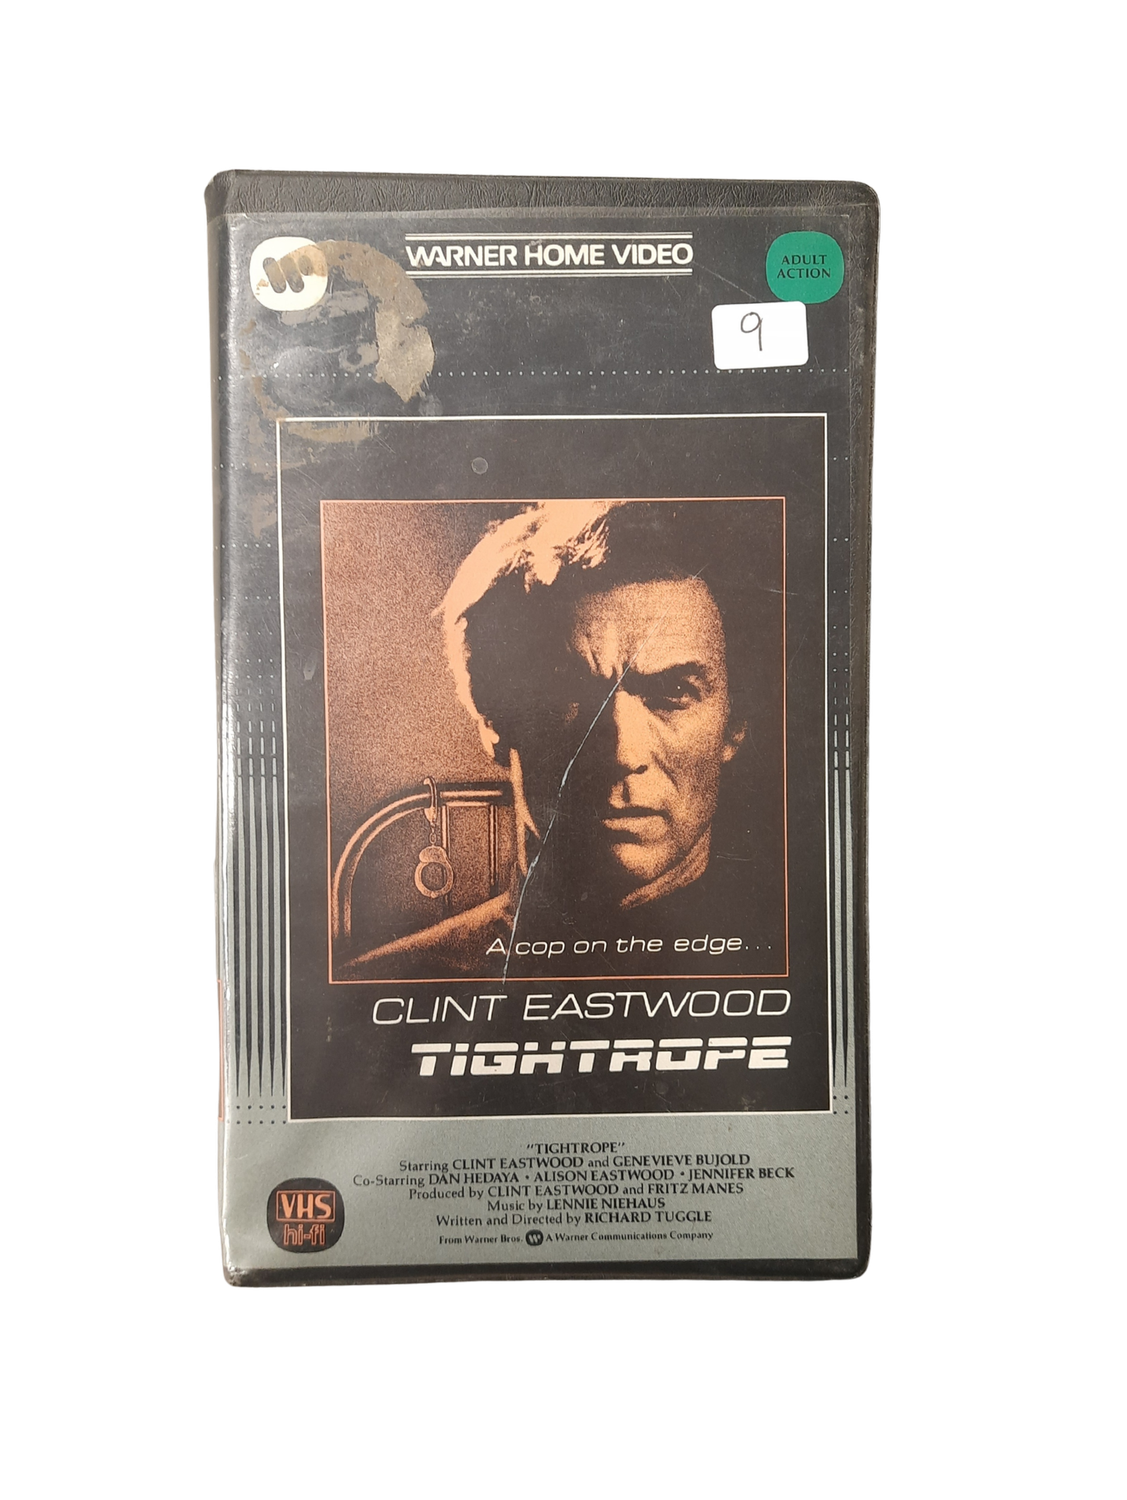 WARNER HOME VIDEO
ADULT
ACTION
9
A cop on the edge...
CLINT EASTWOOD
TIGHTROPE
"TIGHTROPE"
Starring CLINT EASTWOOD and GENEVIEVE BUJOLD
Co-Starring DAN HEDAYA • ALISON EASTWOOD • JENNIFER BECK
Produced by CLINT EASTWOOD and FRITZ MANES
Music by LENNIE NIEHAUS
Written and Directed by RICHARD TUGGLE
From Warner Bros. W A Warner Communications Company
VHS
hi-fi